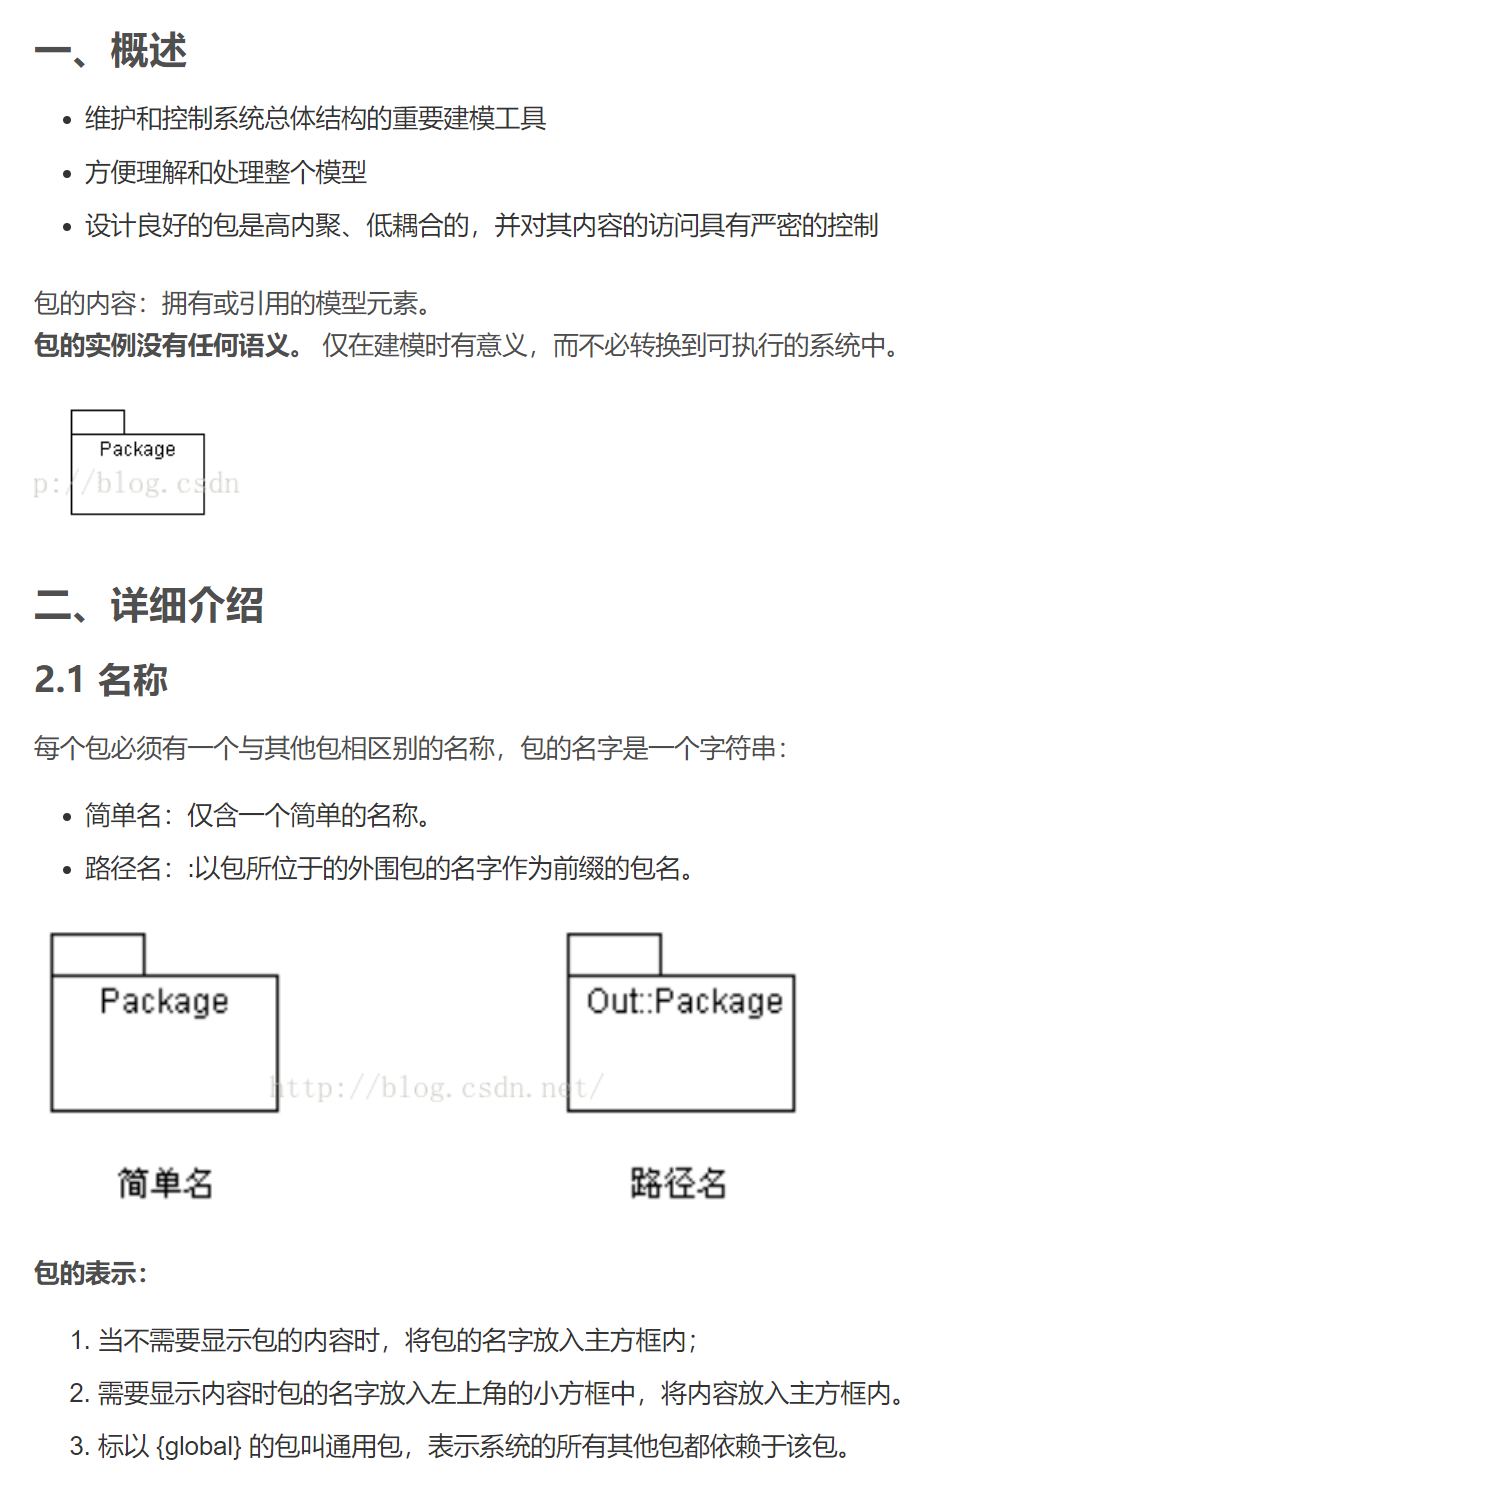 一、概述
维护和控制系统总体结构的重要建模工具
方便理解和处理整个模型
设计良好的包是高内聚、低耦合的，并对其内容的访问具有严密的控制
包的内容：拥有或引用的模型元素。
包的实例没有任何语义。 仅在建模时有意义，而不必转换到可执行的系统中。
Package
p://blog.csdn
二、详细介绍
2.1 名称
每个包必须有一个与其他包相区别的名称，包的名字是一个字符串：
简单名：仅含一个简单的名称。
路径名：:以包所位于的外围包的名字作为前缀的包名。
Package
Out::Package
http://blog.csdn.net/
简单名
路径名
包的表示：
1. 当不需要显示包的内容时，将包的名字放入主方框内；
2. 需要显示内容时包的名字放入左上角的小方框中，将内容放入主方框内。
3. 标以 {global} 的包叫通用包，表示系统的所有其他包都依赖于该包。